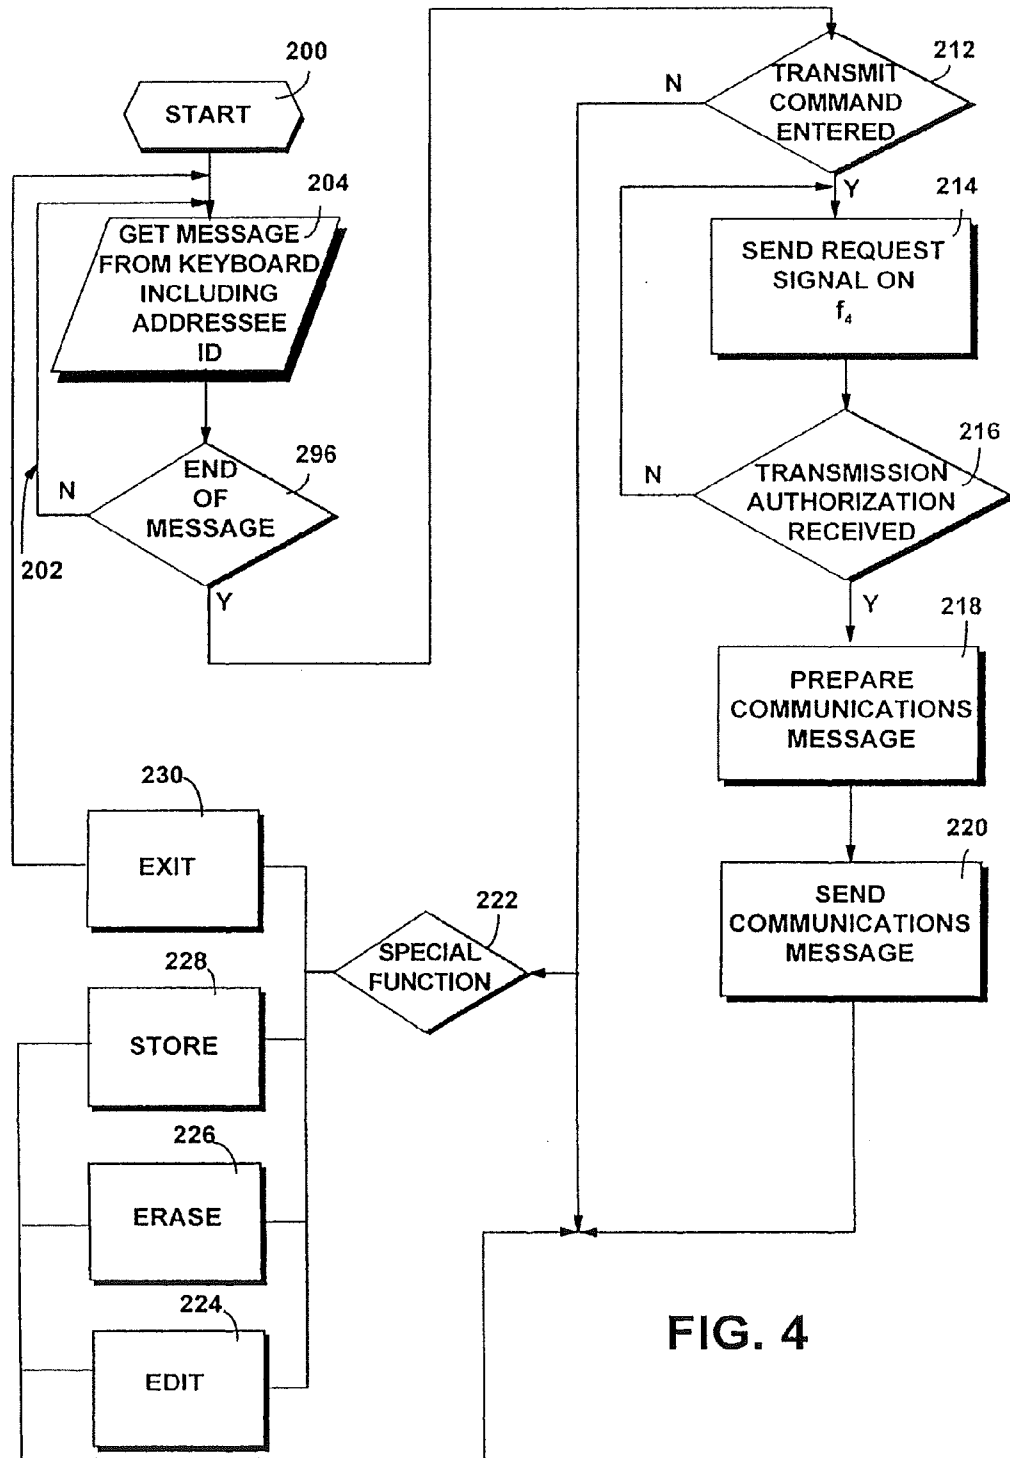 200
START
204
GET MESSAGE
FROM KEYBOARD
INCLUDING
ADDRESSEE
ID
296
END
OF
MESSAGE
N
202
Y
212
TRANSMIT
COMMAND
ENTERED
N
Y
214
SEND REQUEST
SIGNAL ON
f4
216
TRANSMISSION
AUTHORIZATION
RECEIVED
N
Y
218
PREPARE
COMMUNICATIONS
MESSAGE
220
SEND
COMMUNICATIONS
MESSAGE
222
SPECIAL
FUNCTION
230
EXIT
228
STORE
226
ERASE
224
EDIT
FIG. 4